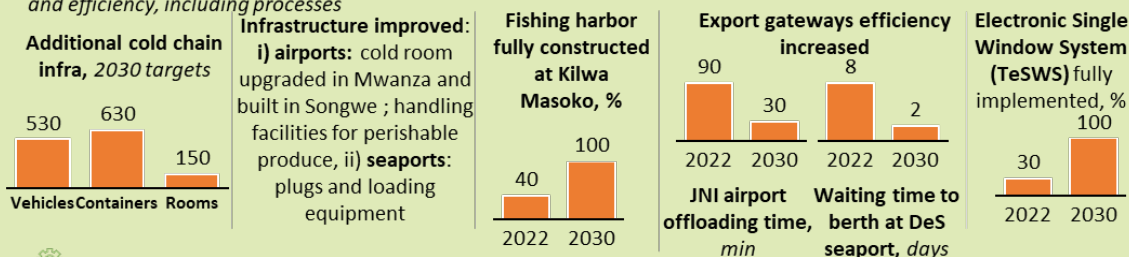 and efficiency, including processes
Additional cold chain
infra, 2030 targets
530
630
150
Vehicles Containers Rooms
Infrastructure improved:
i) airports: cold room
upgraded in Mwanza and
built in Songwe ; handling
facilities for perishable
produce, ii) seaports:
plugs and loading
equipment
Fishing harbor
fully constructed
at Kilwa
Masoko, %
40
100
2022 2030
Export gateways efficiency
increased
90
30
2022 2030
JNI airport
offloading time,
min
8
2
2022 2030
Waiting time to
berth at DeS
seaport, days
Electronic Single
Window System
(TeSWS) fully
implemented, %
30
100
2022 2030